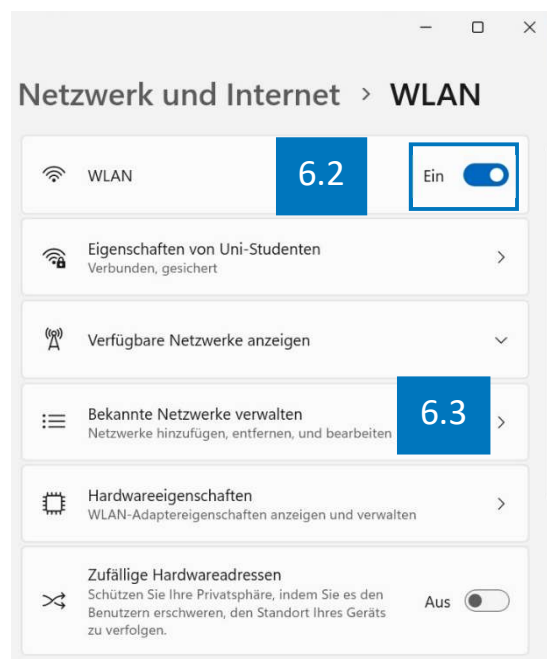 Netzwerk und Internet > WLAN
WLAN 6.2 Ein
Eigenschaften von Uni-Studenten
Verbunden, gesichert
Verfügbare Netzwerke anzeigen
Bekannte Netzwerke verwalten 6.3
Netzwerke hinzufügen, entfernen, und bearbeiten
Hardwareeigenschaften
WLAN-Adaptereigenschaften anzeigen und verwalten
Zufällige Hardwareadressen
Schützen Sie Ihre Privatsphäre, indem Sie es den
Benutzern erschweren, den Standort Ihres Geräts
zu verfolgen.
Aus